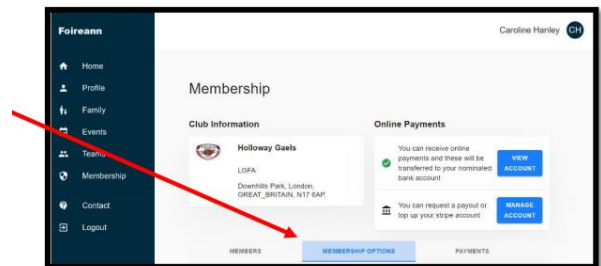 Foireann
Caroline Hanley CH
Home
Profile
Family
Events
Teams
Membership
Contact
Logout
Membership
Club Information
Holloway Gaels
LGFA
Downhills Park, London,
GREAT_BRITAIN, N17 6AP.
Online Payments
You can receive online
payments and these will be
transferred to your nominated
bank account
VIEW
ACCOUNT
You can request a payout or
top up your stripe account
MANAGE
ACCOUNT
MEMBERS
MEMBERSHIP OPTIONS
PAYMENTS